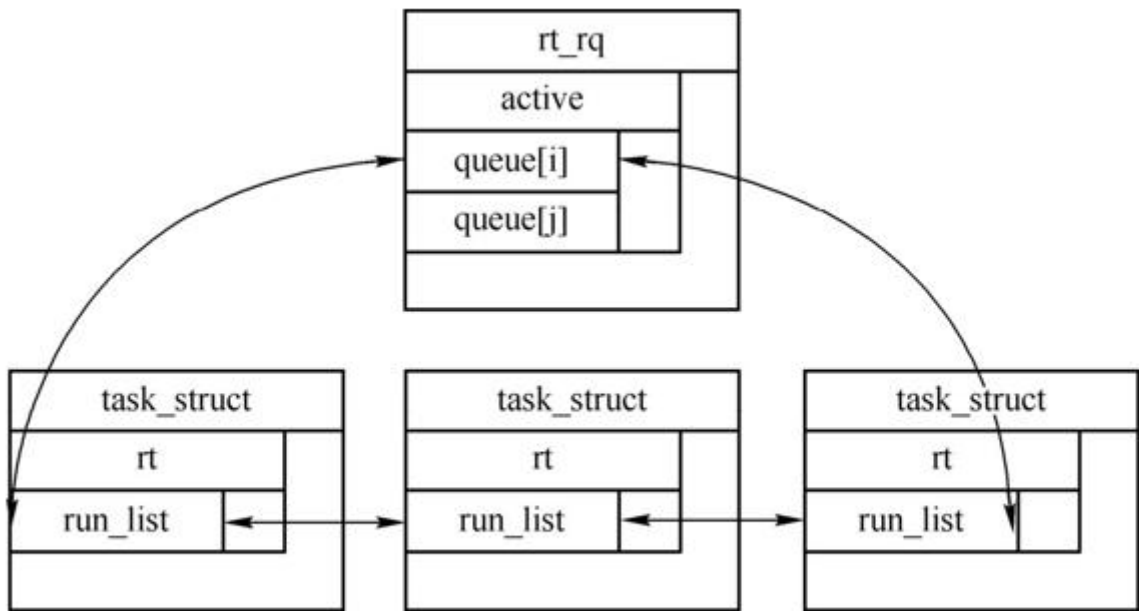 rt_rq
active
queue[i]
queue[j]
task_struct
rt
run_list
task_struct
rt
run_list
task_struct
rt
run_list